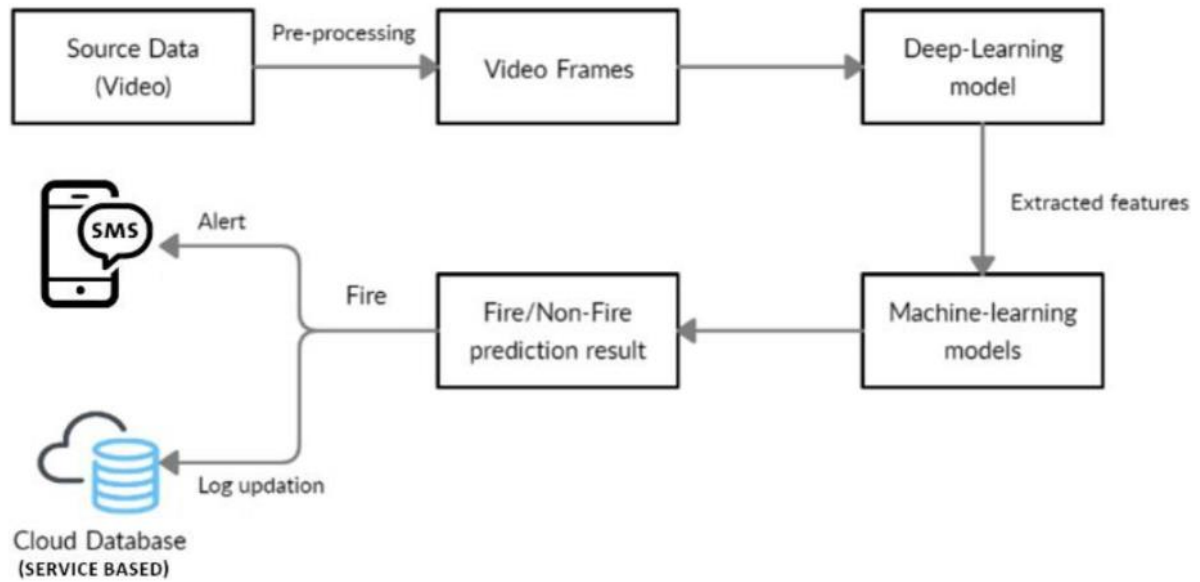 Source Data
(Video)
Pre-processing
Video Frames
Deep-Learning
model
Extracted features
Machine-learning
models
Fire/Non-Fire
prediction result
Fire
Alert
SMS
Log updation
Cloud Database
(SERVICE BASED)